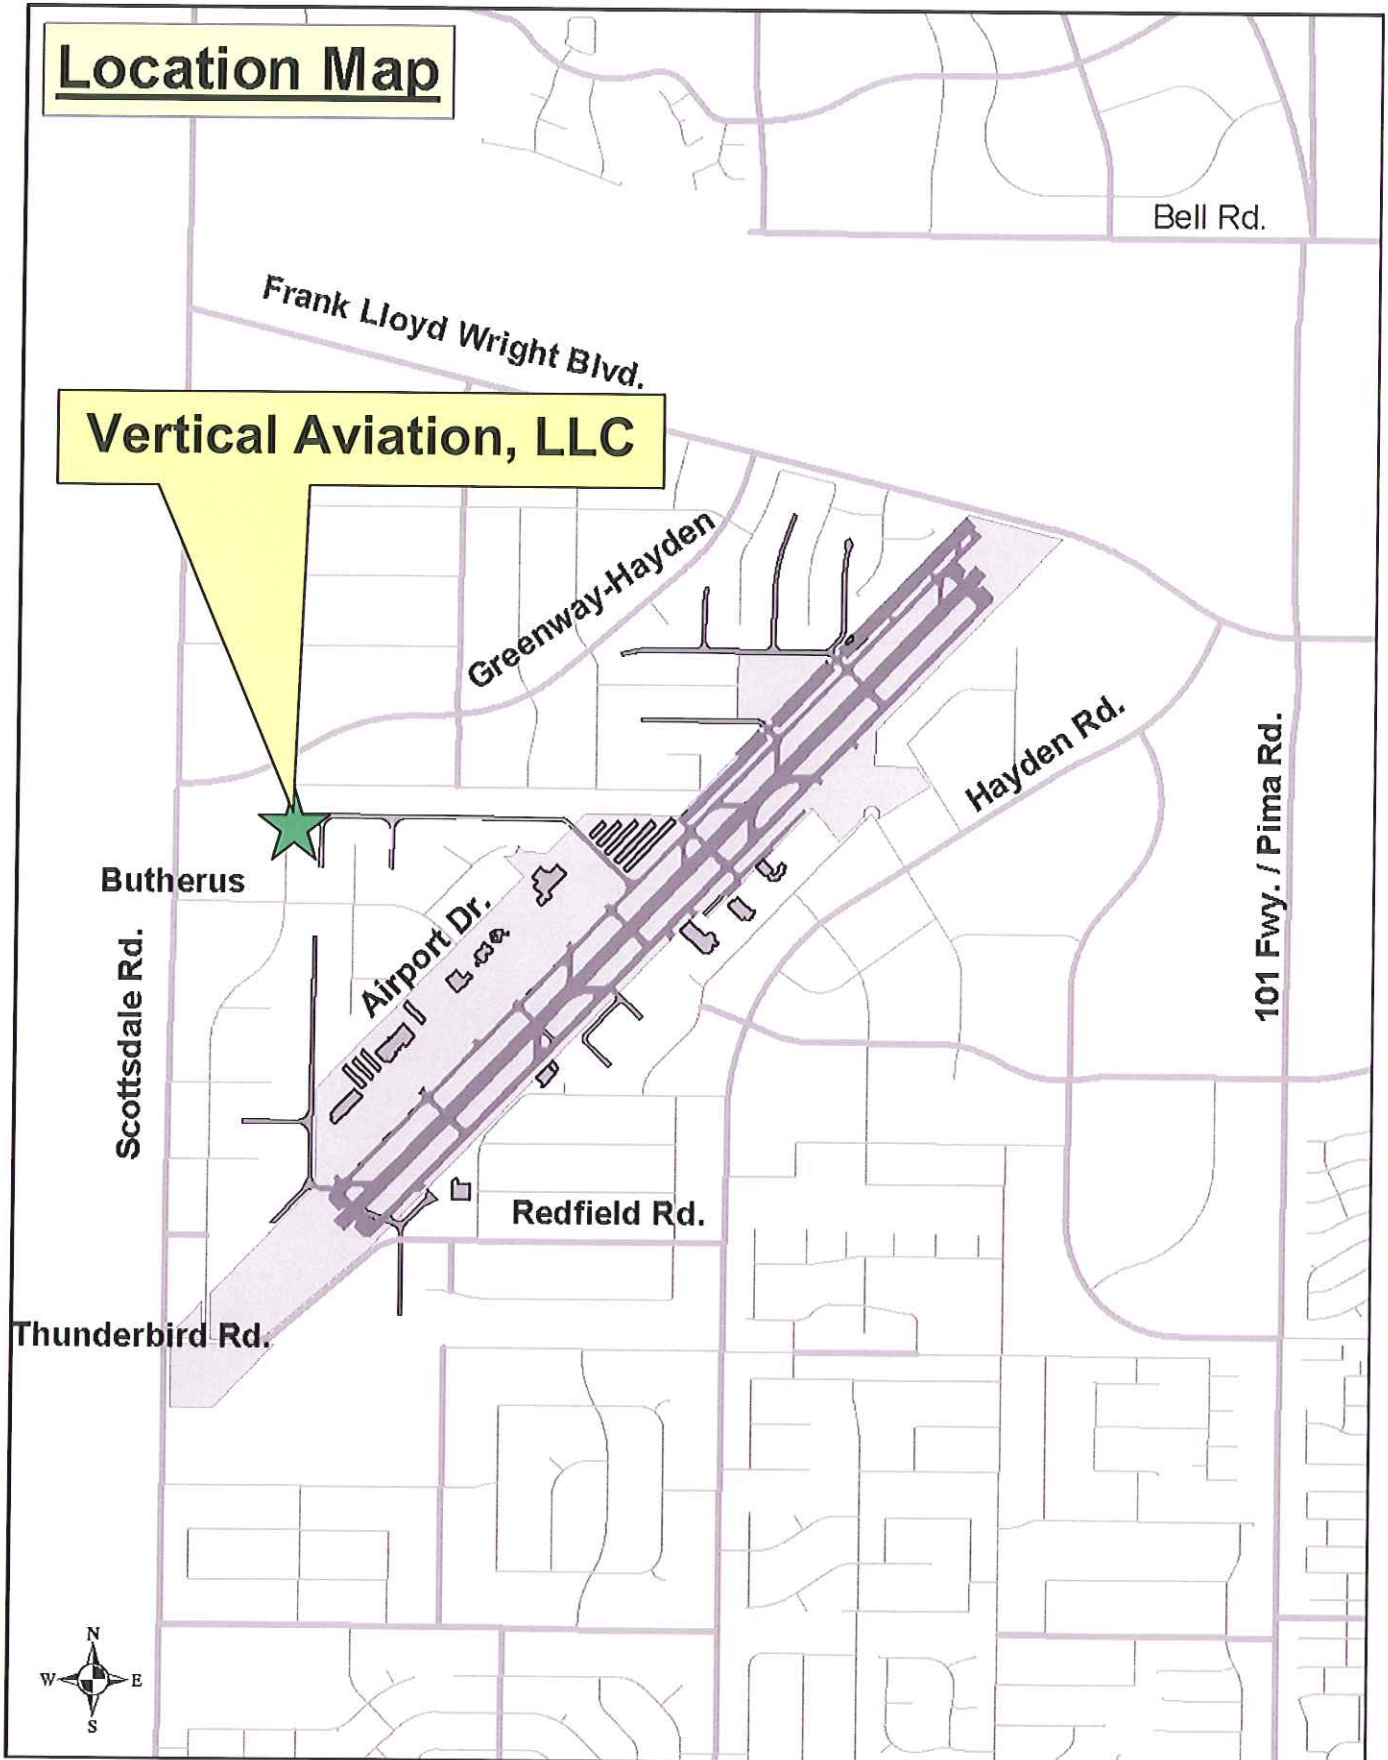 Location Map
Bell Rd.
Frank Lloyd Wright Blvd.
Vertical Aviation, LLC
Greenway-Hayden
Hayden Rd.
101 Fwy. / Pima Rd.
Butherus
Airport Dr.
Scottsdale Rd.
Redfield Rd.
Thunderbird Rd.
N
W E
S